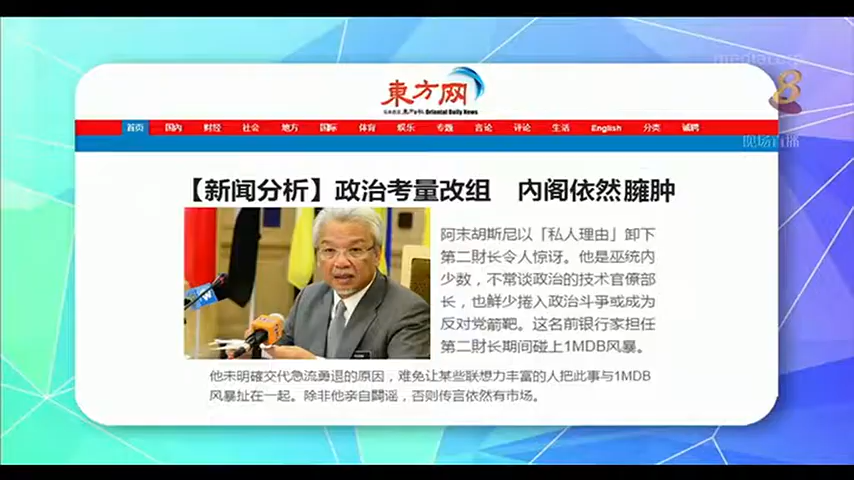 mediacorp
8
现场直播
東方网
Oriental Daily News
首页 国内 财经 社会 地方 国际 体育 娱乐 专题 言论 评论 生活 English 分类 诚聘
【新闻分析】政治考量改组 内阁依然臃肿
阿末胡斯尼以「私人理由」卸下
第二財长令人惊讶。他是巫统内
少数，不常谈政治的技术官僚部
长，也鲜少捲入政治斗爭或成为
反对党箭靶。这名前银行家担任
第二財长期间碰上1MDB风暴。
他未明確交代急流勇退的原因，难免让某些联想力丰富的人把此事与1MDB
风暴扯在一起。除非他亲自闢谣，否则传言依然有市场。